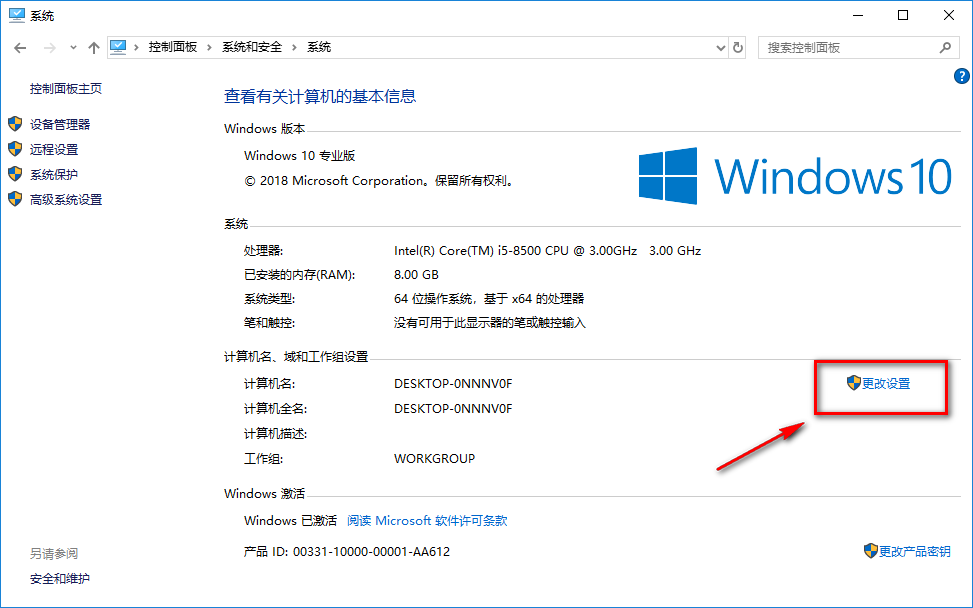 系统
控制面板 系统和安全 系统
搜索控制面板
控制面板主页
设备管理器
远程设置
系统保护
高级系统设置
查看有关计算机的基本信息
Windows 版本
Windows 10 专业版
© 2018 Microsoft Corporation。保留所有权利。
Windows 10
系统
处理器: Intel(R) Core(TM) i5-8500 CPU @ 3.00GHz 3.00 GHz
已安装的内存(RAM): 8.00 GB
系统类型: 64 位操作系统，基于 x64 的处理器
笔和触控: 没有可用于此显示器的笔或触控输入
计算机名、域和工作组设置
计算机名: DESKTOP-0NNNV0F 更改设置
计算机全名: DESKTOP-0NNNV0F
计算机描述:
工作组: WORKGROUP
Windows 激活
Windows 已激活 阅读 Microsoft 软件许可条款
产品 ID: 00331-10000-00001-AA612 更改产品密钥
另请参阅
安全和维护